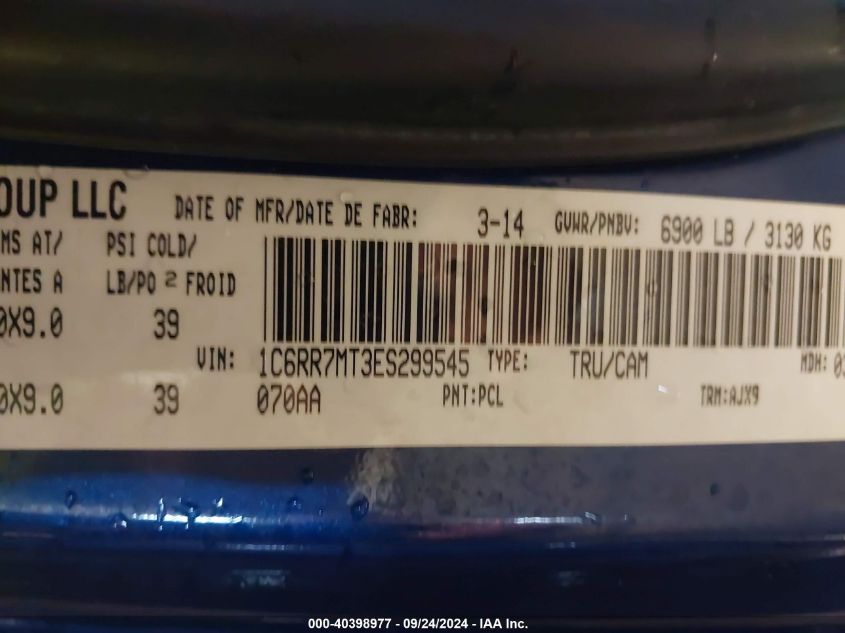 OUP LLC DATE OF MFR/DATE DE FABR: 3-14 GVWR/PNBV: 6900 LB / 3130 KG
MS AT/ PSI COLD/
NTES A LB/PO 2 FROID
0X9.0 39
VIN: 1C6RR7MT3ES299545 TYPE: TRU/CAM MDH: 03
0X9.0 39 070AA PNT:PCL TRM:AJX9
000-40398977 - 09/24/2024 - IAA Inc.